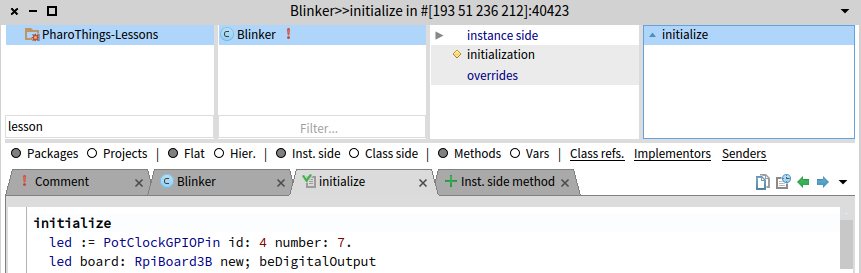 Blinker>>initialize in #[193 51 236 212]:40423
PharoThings-Lessons
C Blinker !
instance side
initialization
overrides
initialize
lesson
Filter...
Packages Projects | Flat Hier. | Inst. side Class side | Methods Vars | Class refs. Implementors Senders
! Comment × C Blinker × initialize × + Inst. side method ×
initialize
led := PotClockGPIOPin id: 4 number: 7.
led board: RpiBoard3B new; beDigitalOutput